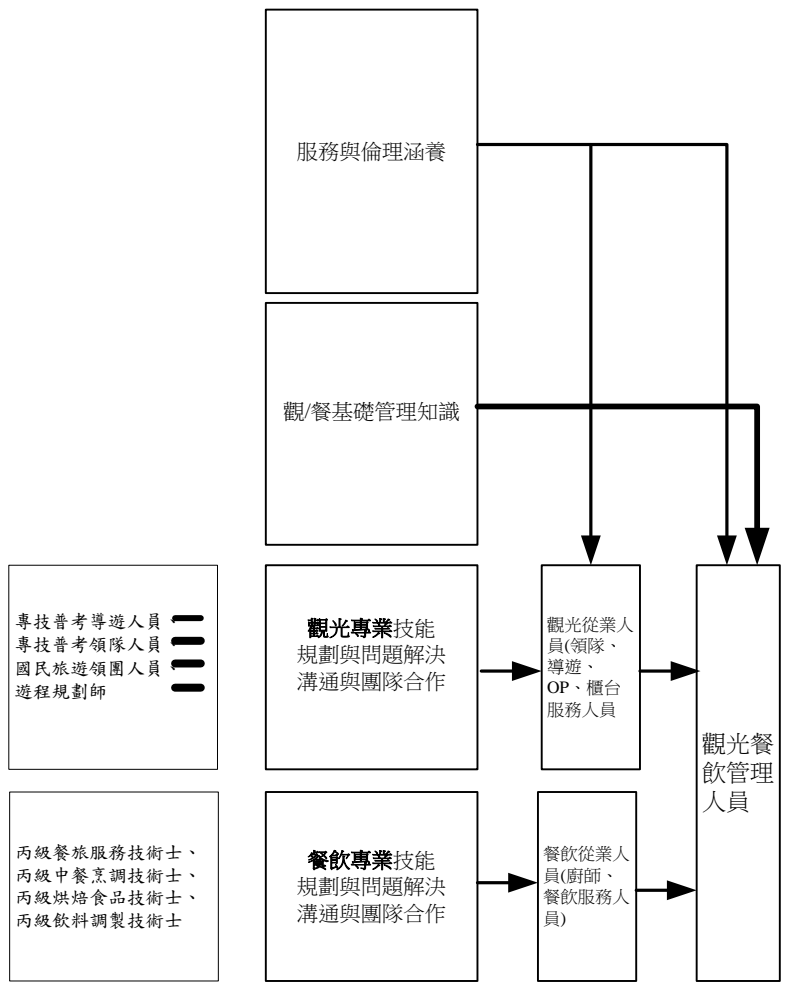 服務與倫理涵養
觀/餐基礎管理知識
專技普考導遊人員、
專技普考領隊人員
國民旅遊領團人員
遊程規劃師
觀光專業技能
規劃與問題解決
溝通與團隊合作
觀光從業人
員(領隊、
導遊、
OP、櫃台
服務人員
觀光餐
飲管理
人員
丙級餐旅服務技術士、
丙級中餐烹調技術士、
丙級烘焙食品技術士、
丙級飲料調製技術士
餐飲專業技能
規劃與問題解決
溝通與團隊合作
餐飲從業人
員(廚師、
餐飲服務人
員)